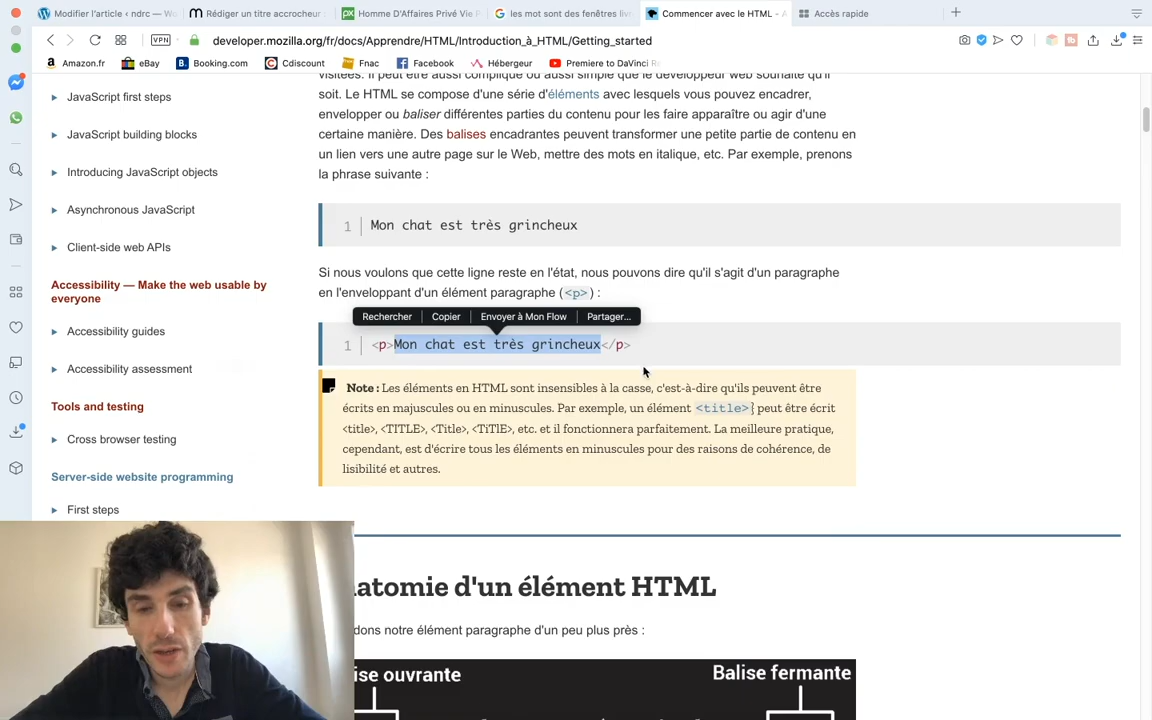 Modifier l'article ‹ ndrc — Wo
Rédiger un titre accrocheur
Homme D'Affaires Privé Vie P
les mot sont des fenêtres livr
Commencer avec le HTML - A
Accès rapide
VPN
developer.mozilla.org/fr/docs/Apprendre/HTML/Introduction_à_HTML/Getting_started
Amazon.fr
eBay
Booking.com
Cdiscount
Fnac
Facebook
Hébergeur
Premiere to DaVinci Re
JavaScript first steps
JavaScript building blocks
Introducing JavaScript objects
Asynchronous JavaScript
Client-side web APIs
Accessibility — Make the web usable by
everyone
Accessibility guides
Accessibility assessment
Tools and testing
Cross browser testing
Server-side website programming
First steps
visitées. Il peut être aussi compliqué ou aussi simple que le développeur web souhaite qu'il
soit. Le HTML se compose d'une série d'éléments avec lesquels vous pouvez encadrer,
envelopper ou baliser différentes parties du contenu pour les faire apparaître ou agir d'une
certaine manière. Des balises encadrantes peuvent transformer une petite partie de contenu en
un lien vers une autre page sur le Web, mettre des mots en italique, etc. Par exemple, prenons
la phrase suivante :
1 Mon chat est très grincheux
Si nous voulons que cette ligne reste en l'état, nous pouvons dire qu'il s'agit d'un paragraphe
en l'enveloppant d'un élément paragraphe (<p>) :
Rechercher Copier Envoyer à Mon Flow Partager...
1 <p>Mon chat est très grincheux</p>
Note : Les éléments en HTML sont insensibles à la casse, c'est-à-dire qu'ils peuvent être
écrits en majuscules ou en minuscules. Par exemple, un élément <title>} peut être écrit
<title>, <TITLE>, <Title>, <TiTlE>, etc. et il fonctionnera parfaitement. La meilleure pratique,
cependant, est d'écrire tous les éléments en minuscules pour des raisons de cohérence, de
lisibilité et autres.
natomie d'un élément HTML
dons notre élément paragraphe d'un peu plus près :
ise ouvrante
Balise fermante